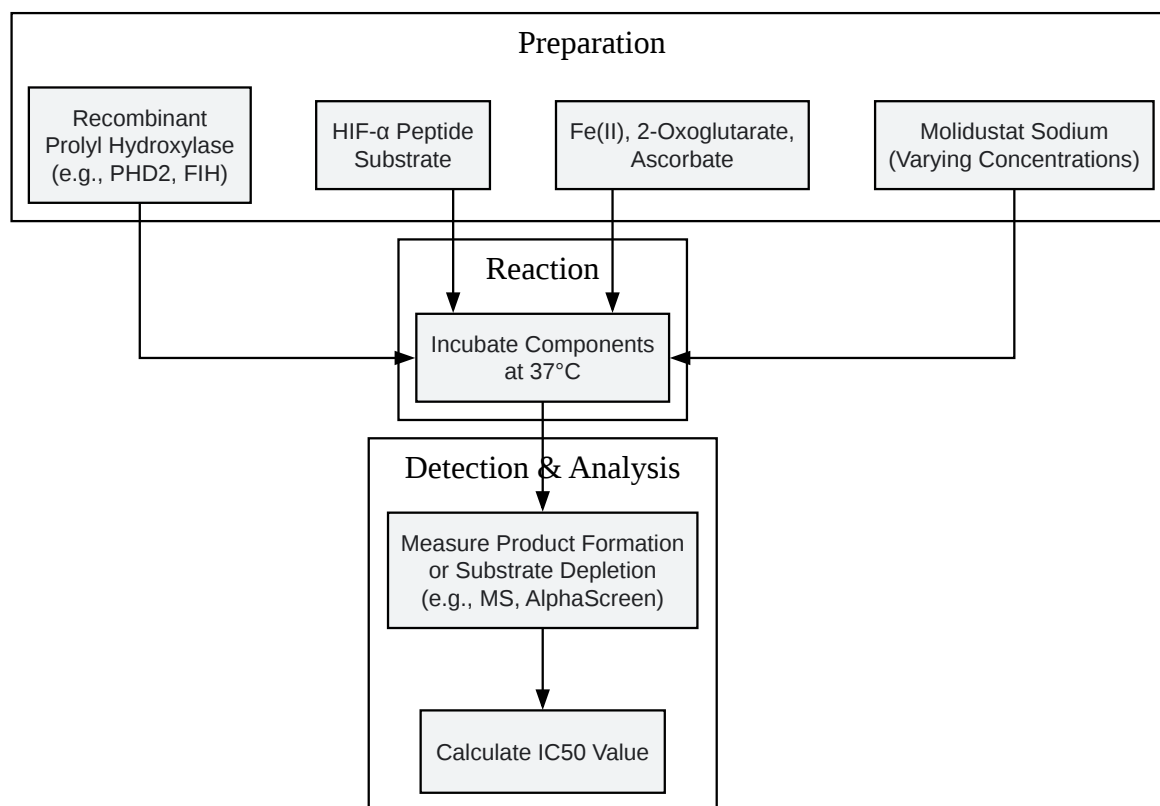 Preparation
Recombinant
Prolyl Hydroxylase
(e.g., PHD2, FIH)
HIF-α Peptide
Substrate
Fe(II), 2-Oxoglutarate,
Ascorbate
Molidustat Sodium
(Varying Concentrations)
Reaction
Incubate Components
at 37°C
Detection & Analysis
Measure Product Formation
or Substrate Depletion
(e.g., MS, AlphaScreen)
Calculate IC50 Value